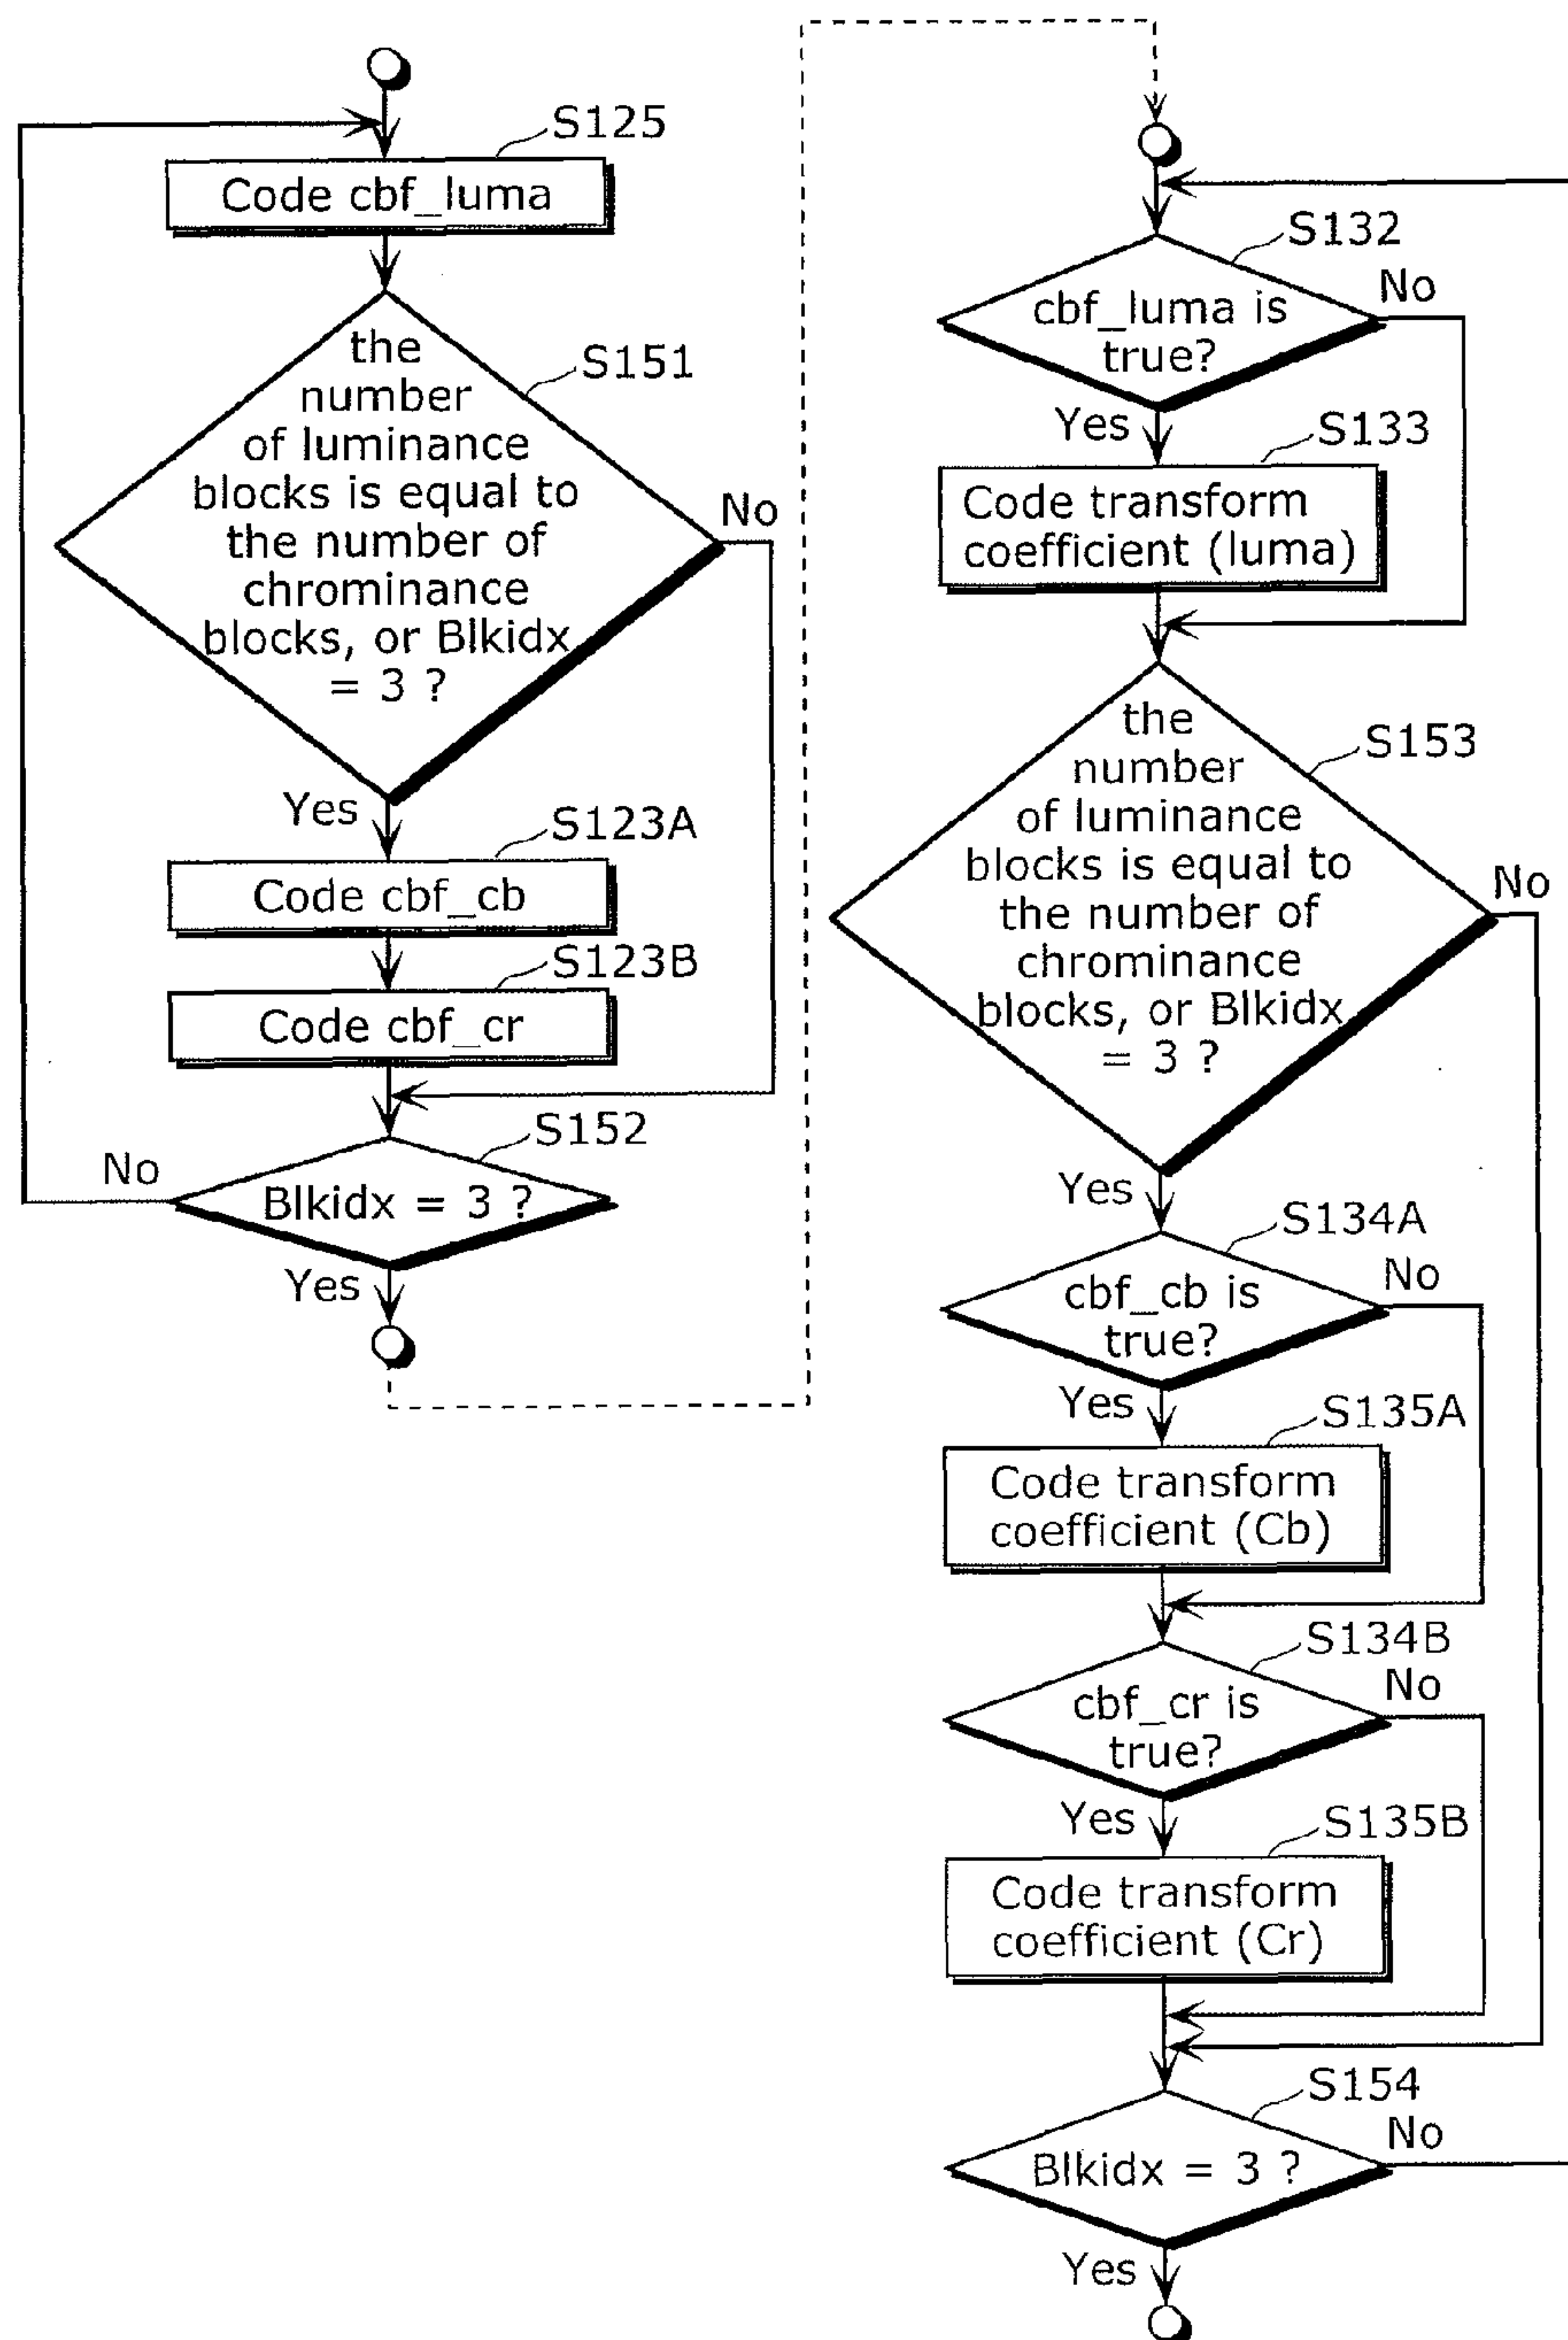 S125
Code cbf_luma
the
number
of luminance
blocks is equal to
the number of
chrominance
blocks, or Blkidx
= 3 ?
S151
No
Yes
S123A
Code cbf_cb
S123B
Code cbf_cr
S152
No
Blkidx = 3 ?
Yes
S132
cbf_luma is
true?
No
Yes
S133
Code transform
coefficient (luma)
the
number
of luminance
blocks is equal to
the number of
chrominance
blocks, or Blkidx
= 3 ?
S153
No
Yes
S134A
cbf_cb is
true?
No
Yes
S135A
Code transform
coefficient (Cb)
S134B
cbf_cr is
true?
No
Yes
S135B
Code transform
coefficient (Cr)
S154
No
Blkidx = 3 ?
Yes